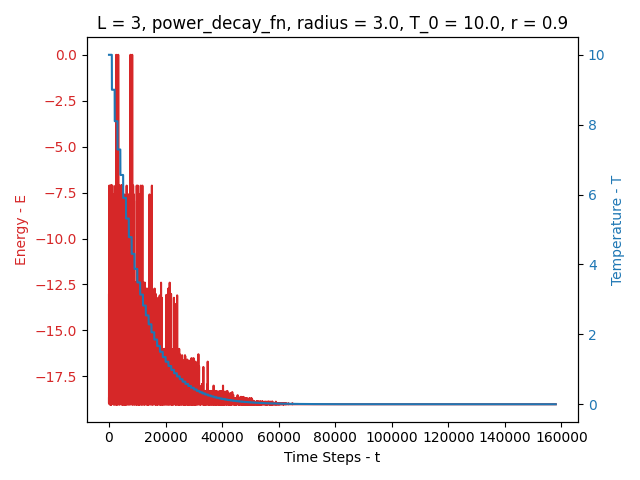 L = 3, power_decay_fn, radius = 3.0, T_0 = 10.0, r = 0.9
0.0
−2.5
−5.0
−7.5
−10.0
−12.5
−15.0
−17.5
Energy - E
10
8
6
4
2
0
Temperature - T
0 20000 40000 60000 80000 100000 120000 140000 160000
Time Steps - t